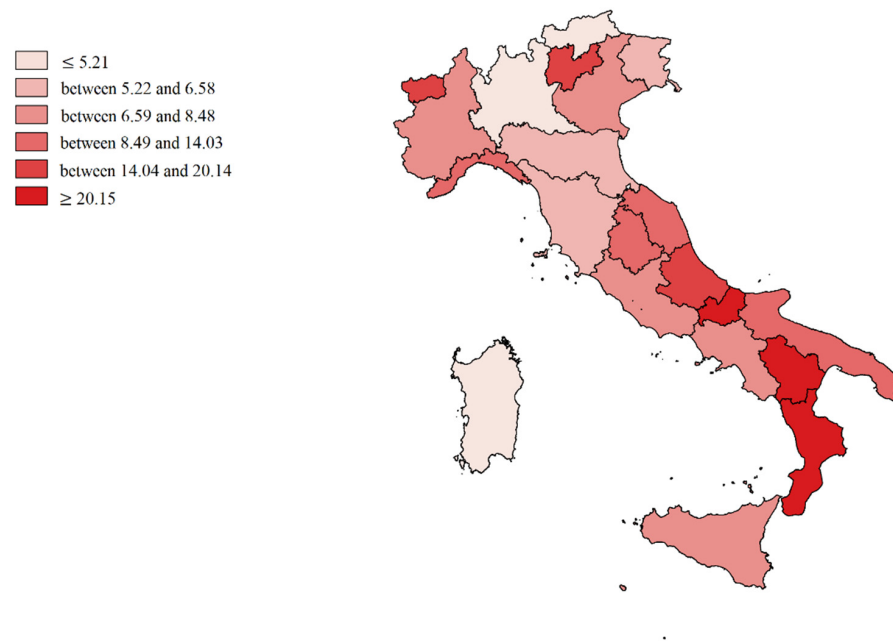 ≤ 5.21
between 5.22 and 6.58
between 6.59 and 8.48
between 8.49 and 14.03
between 14.04 and 20.14
≥ 20.15